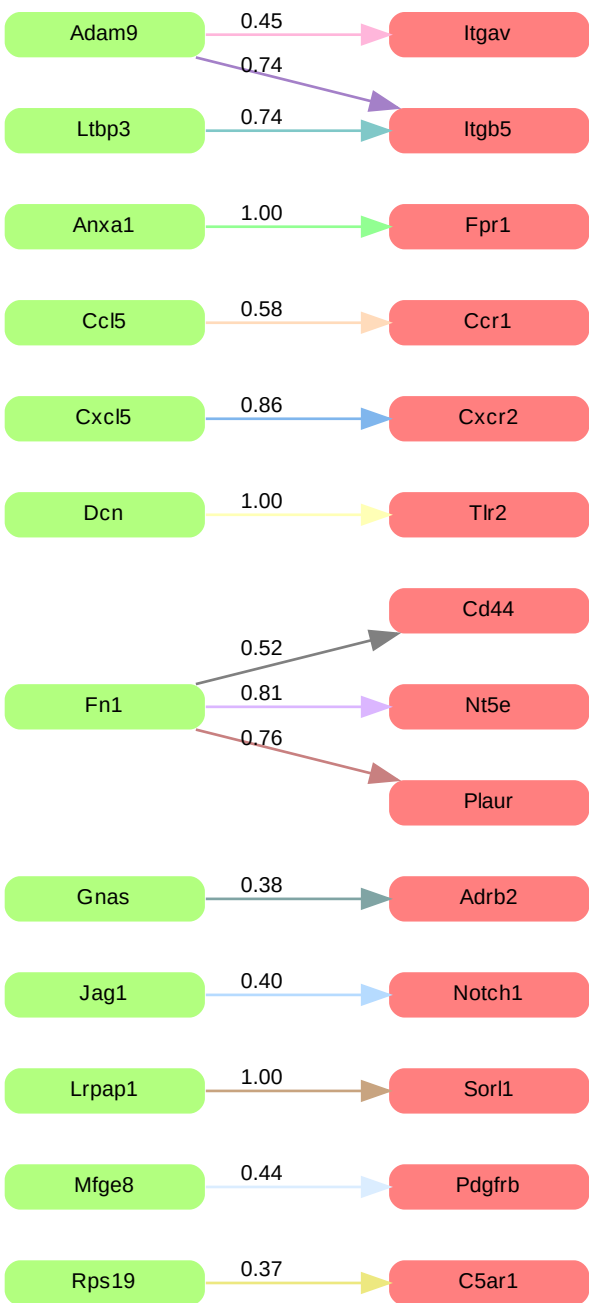 Adam9 0.45 Itgav
0.74
Ltbp3 0.74 Itgb5
Anxa1 1.00 Fpr1
Ccl5 0.58 Ccr1
Cxcl5 0.86 Cxcr2
Dcn 1.00 Tlr2
Cd44
0.52
Fn1 0.81 Nt5e
0.76
Plaur
Gnas 0.38 Adrb2
Jag1 0.40 Notch1
Lrpap1 1.00 Sorl1
Mfge8 0.44 Pdgfrb
Rps19 0.37 C5ar1